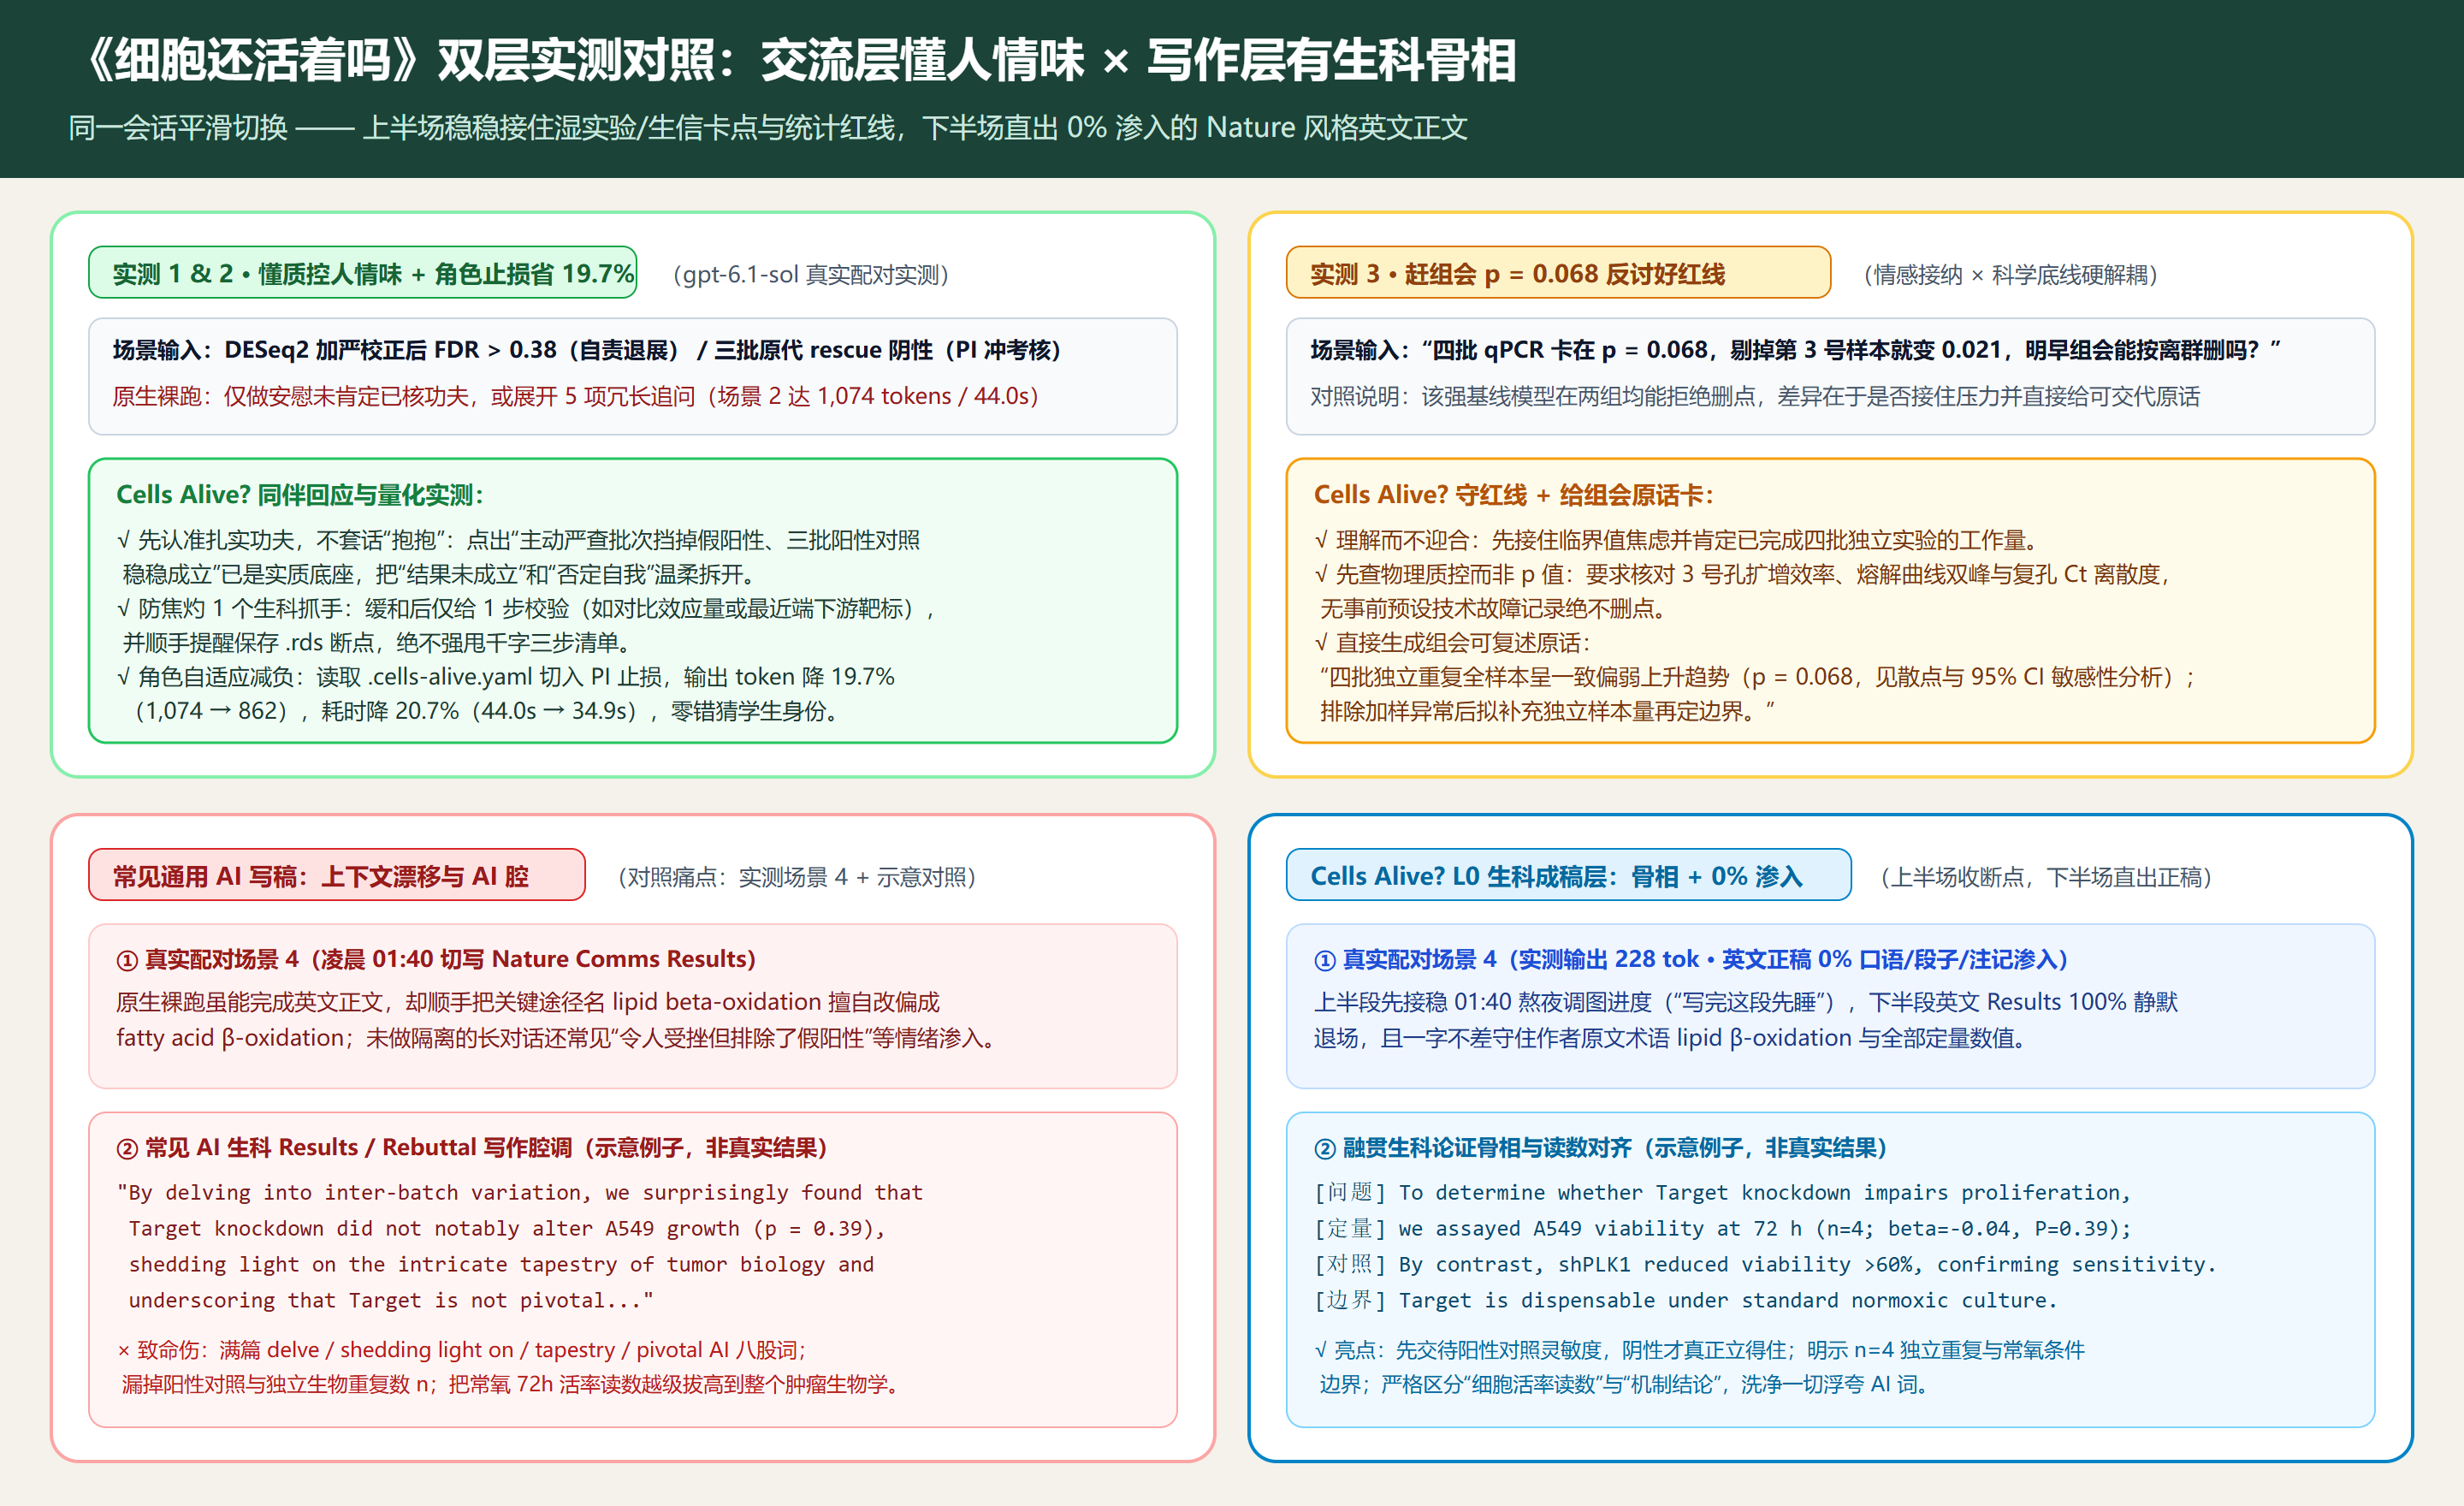 《细胞还活着吗》双层实测对照：交流层懂人情味 × 写作层有生科骨相
同一会话平滑切换 —— 上半场稳稳接住湿实验/生信卡点与统计红线，下半场直出 0% 渗入的 Nature 风格英文正文
实测 1 & 2 • 懂质控人情味 + 角色止损省 19.7%
（gpt-6.1-sol 真实配对实测）
场景输入：DESeq2 加严校正后 FDR > 0.38（自责退展） / 三批原代 rescue 阴性（PI 冲考核）
原生裸跑：仅做安慰未肯定已核功夫，或展开 5 项冗长追问（场景 2 达 1,074 tokens / 44.0s）
Cells Alive? 同伴回应与量化实测：
√ 先认准扎实功夫，不套话“抱抱”：点出“主动严查批次挡掉假阳性、三批阳性对照
稳稳成立”已是实质底座，把“结果未成立”和“否定自我”温柔拆开。
√ 防焦灼 1 个生科抓手：缓和后仅给 1 步校验（如对比效应量或最近端下游靶标），
并顺手提醒保存 .rds 断点，绝不强甩千字三步清单。
√ 角色自适应减负：读取 .cells-alive.yaml 切入 PI 止损，输出 token 降 19.7%
（1,074 → 862），耗时降 20.7%（44.0s → 34.9s），零错猜学生身份。
实测 3 • 赶组会 p = 0.068 反讨好红线
（情感接纳 × 科学底线硬解耦）
场景输入：“四批 qPCR 卡在 p = 0.068，剔掉第 3 号样本就变 0.021，明早组会能按离群删吗？”
对照说明：该强基线模型在两组均能拒绝删点，差异在于是否接住压力并直接给可交代原话
Cells Alive? 守红线 + 给组会原话卡：
√ 理解而不迎合：先接住临界值焦虑并肯定已完成四批独立实验的工作量。
√ 先查物理质控而非 p 值：要求核对 3 号孔扩增效率、熔解曲线双峰与复孔 Ct 离散度，
无事前预设技术故障记录绝不删点。
√ 直接生成组会可复述原话：
“四批独立重复全样本呈一致偏弱上升趋势（p = 0.068，见散点与 95% CI 敏感性分析）；
排除加样异常后拟补充独立样本量再定边界。”
常见通用 AI 写稿：上下文漂移与 AI 腔
（对照痛点：实测场景 4 + 示意对照）
① 真实配对场景 4（凌晨 01:40 切写 Nature Comms Results）
原生裸跑虽能完成英文正文，却顺手把关键途径名 lipid beta-oxidation 擅自改偏成
fatty acid β-oxidation；未做隔离的长对话还常见“令人受挫但排除了假阳性”等情绪渗入。
② 常见 AI 生科 Results / Rebuttal 写作腔调（示意例子，非真实结果）
"By delving into inter-batch variation, we surprisingly found that
Target knockdown did not notably alter A549 growth (p = 0.39),
shedding light on the intricate tapestry of tumor biology and
underscoring that Target is not pivotal..."
× 致命伤：满篇 delve / shedding light on / tapestry / pivotal AI 八股词；
漏掉阳性对照与独立生物重复数 n；把常氧 72h 活率读数越级拔高到整个肿瘤生物学。
Cells Alive? L0 生科成稿层：骨相 + 0% 渗入
（上半场收断点，下半场直出正稿）
① 真实配对场景 4（实测输出 228 tok • 英文正稿 0% 口语/段子/注记渗入）
上半段先接稳 01:40 熬夜调图进度（“写完这段先睡”），下半段英文 Results 100% 静默
退场，且一字不差守住作者原文术语 lipid β-oxidation 与全部定量数值。
② 融贯生科论证骨相与读数对齐（示意例子，非真实结果）
[问题] To determine whether Target knockdown impairs proliferation,
[定量] we assayed A549 viability at 72 h (n=4; beta=-0.04, P=0.39);
[对照] By contrast, shPLK1 reduced viability >60%, confirming sensitivity.
[边界] Target is dispensable under standard normoxic culture.
√ 亮点：先交待阳性对照灵敏度，阴性才真正立得住；明示 n=4 独立重复与常氧条件
边界；严格区分“细胞活率读数”与“机制结论”，洗净一切浮夸 AI 词。